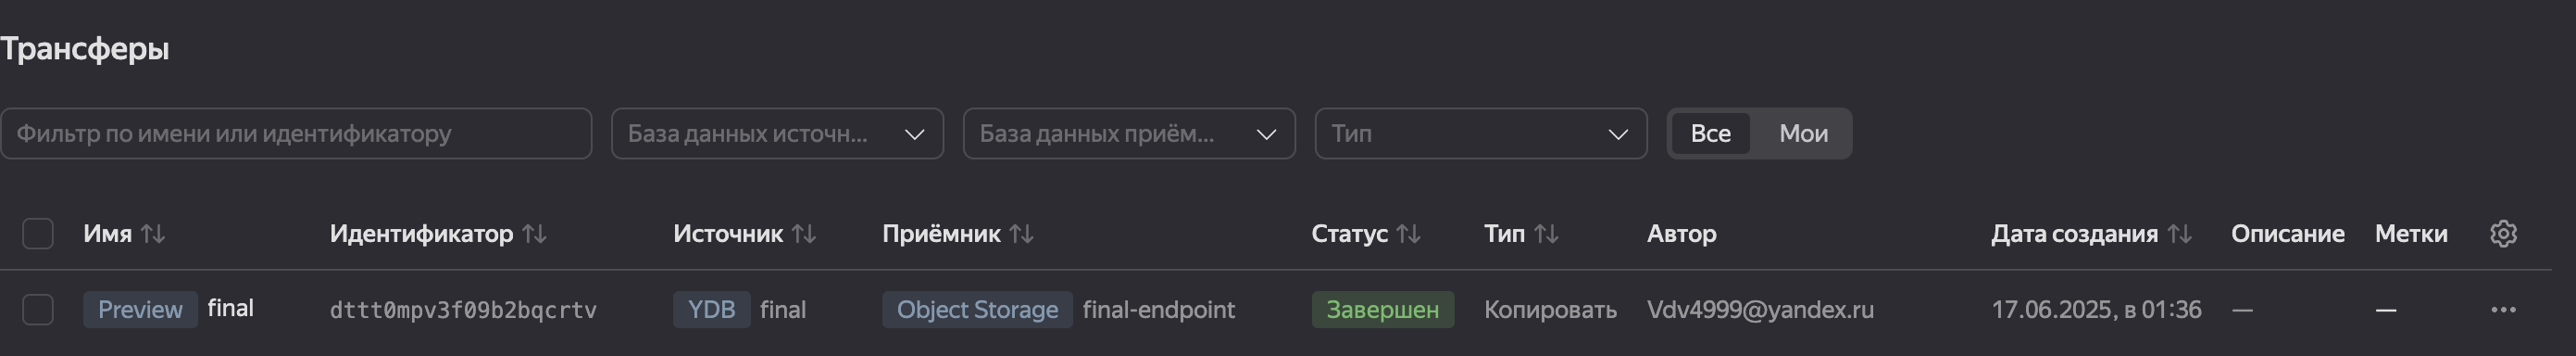 Трансферы
Фильтр по имени или идентификатору База данных источн... База данных приём... Тип Все Мои
Имя Идентификатор Источник Приёмник Статус Тип Автор Дата создания Описание Метки
Preview final dttt0mpv3f09b2bqcrtv YDB final Object Storage final-endpoint Завершен Копировать Vdv4999@yandex.ru 17.06.2025, в 01:36 — —